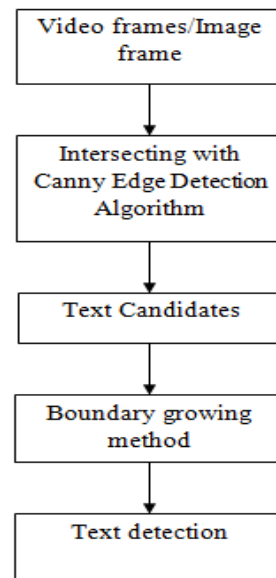 Video frames/Image
frame
Intersecting with
Canny Edge Detection
Algorithm
Text Candidates
Boundary growing
method
Text detection